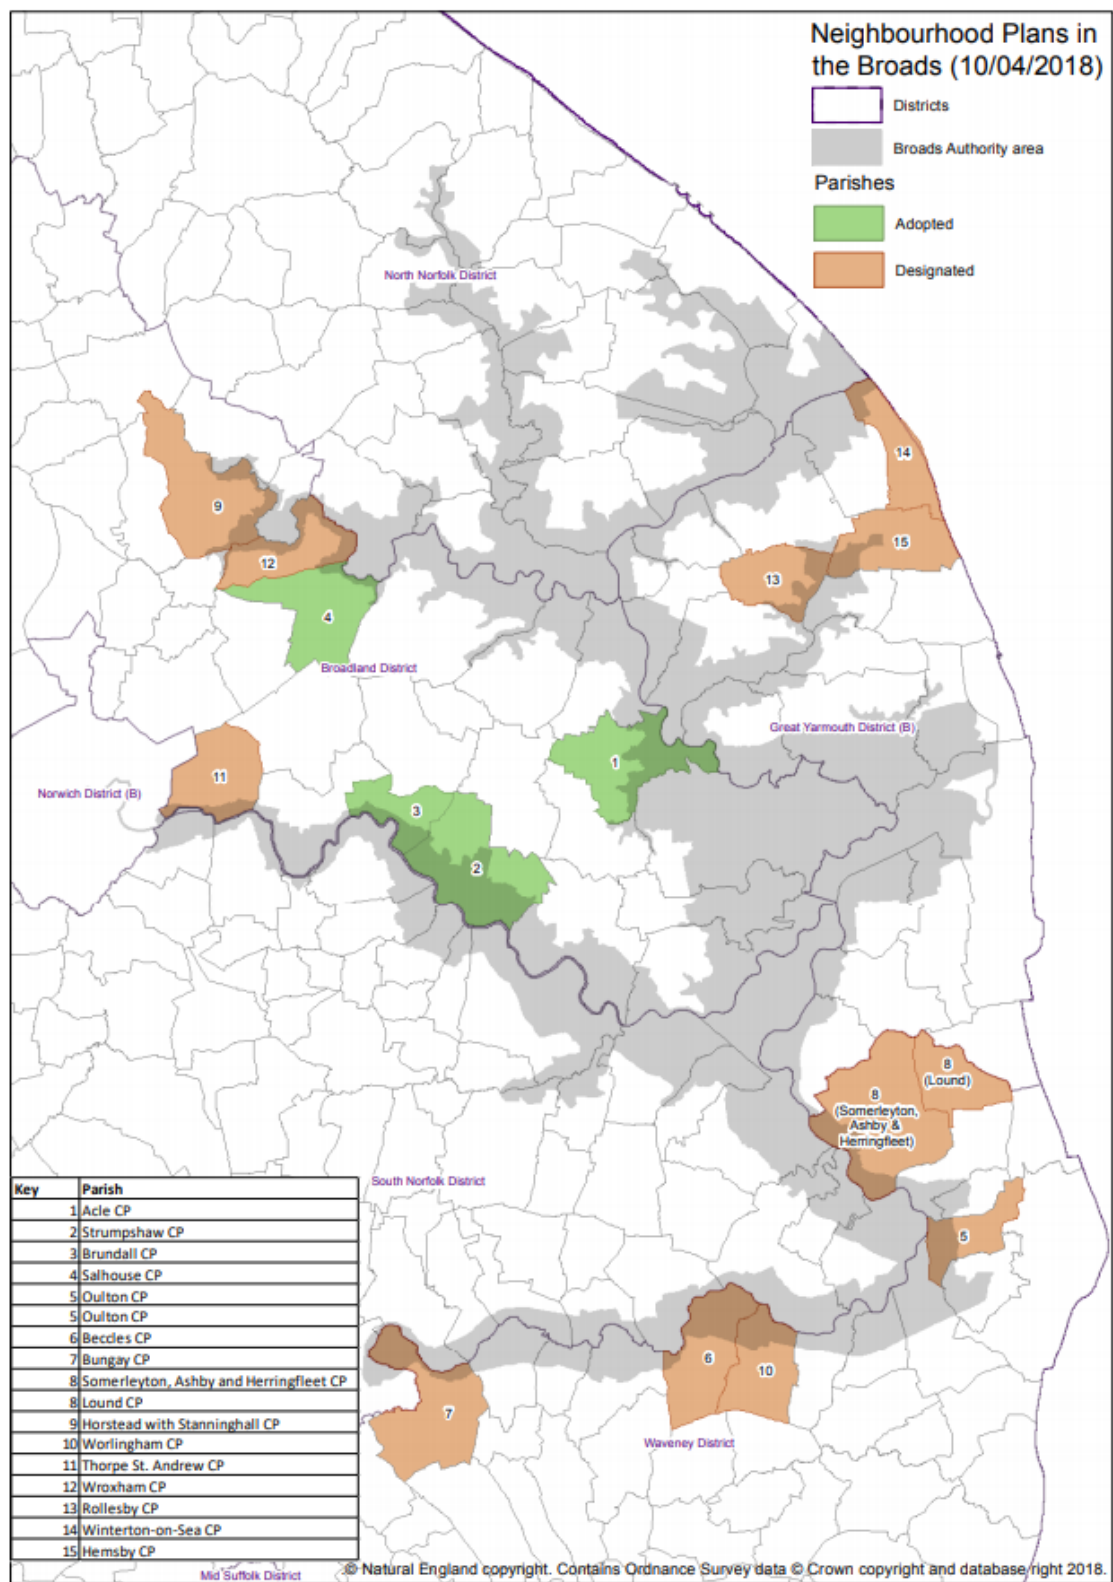 Neighbourhood Plans in
the Broads (10/04/2018)
Districts
Broads Authority area
Parishes
Adopted
Designated
North Norfolk District
14
9
15
12
13
4
Broadland District
Great Yarmouth District (B)
1
11
Norwich District (B)
3
2
8
(Lound)
8
(Somerleyton,
Ashby &
Herringfleet)
South Norfolk District
5
6
10
7
Waveney District
Key Parish
1 Acle CP
2 Strumpshaw CP
3 Brundall CP
4 Salhouse CP
5 Oulton CP
5 Oulton CP
6 Beccles CP
7 Bungay CP
8 Somerleyton, Ashby and Herringfleet CP
8 Lound CP
9 Horstead with Stanninghall CP
10 Worlingham CP
11 Thorpe St. Andrew CP
12 Wroxham CP
13 Rollesby CP
14 Winterton-on-Sea CP
15 Hemsby CP
Mid Suffolk District
© Natural England copyright. Contains Ordnance Survey data © Crown copyright and database right 2018.